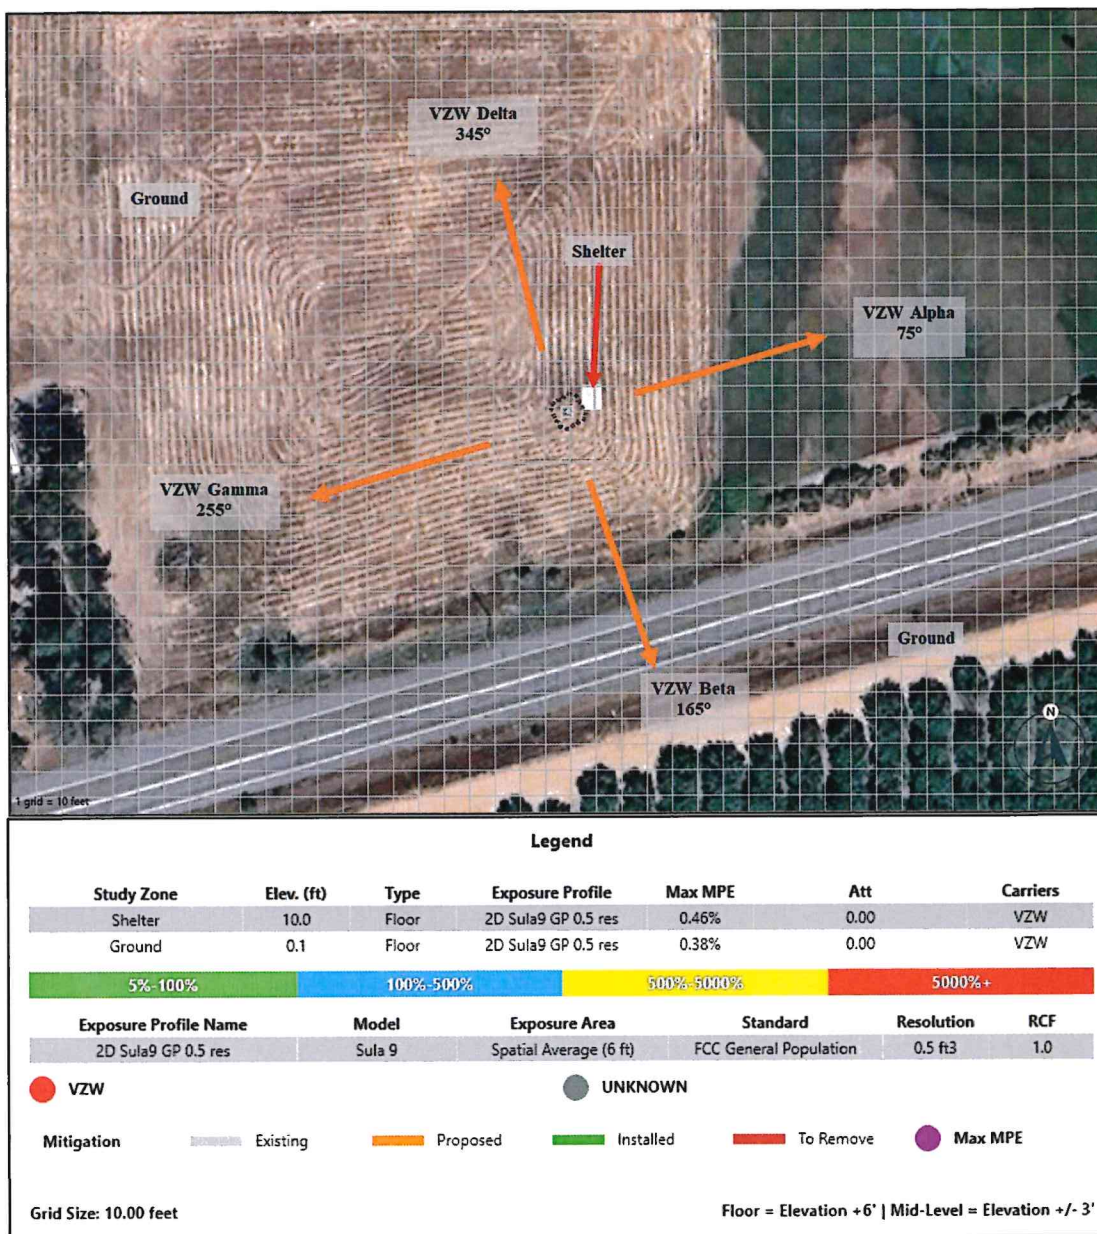 VZW Delta
345°
Ground
Shelter
VZW Alpha
75°
VZW Gamma
255°
Ground
VZW Beta
165°
N
1 grid = 10 feet
Legend
Study Zone Elev. (ft) Type Exposure Profile Max MPE Att Carriers
Shelter 10.0 Floor 2D Sula9 GP 0.5 res 0.46% 0.00 VZW
Ground 0.1 Floor 2D Sula9 GP 0.5 res 0.38% 0.00 VZW
5%-100% 100%-500% 500%-5000% 5000%+
Exposure Profile Name Model Exposure Area Standard Resolution RCF
2D Sula9 GP 0.5 res Sula 9 Spatial Average (6 ft) FCC General Population 0.5 ft3 1.0
VZW UNKNOWN
Mitigation Existing Proposed Installed To Remove Max MPE
Grid Size: 10.00 feet Floor = Elevation +6' | Mid-Level = Elevation +/- 3'